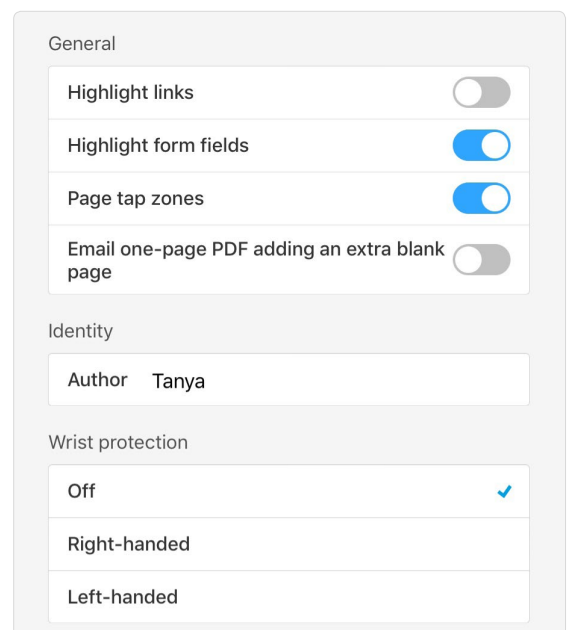 General
Highlight links
Highlight form fields
Page tap zones
Email one-page PDF adding an extra blank
page
Identity
Author Tanya
Wrist protection
Off
Right-handed
Left-handed